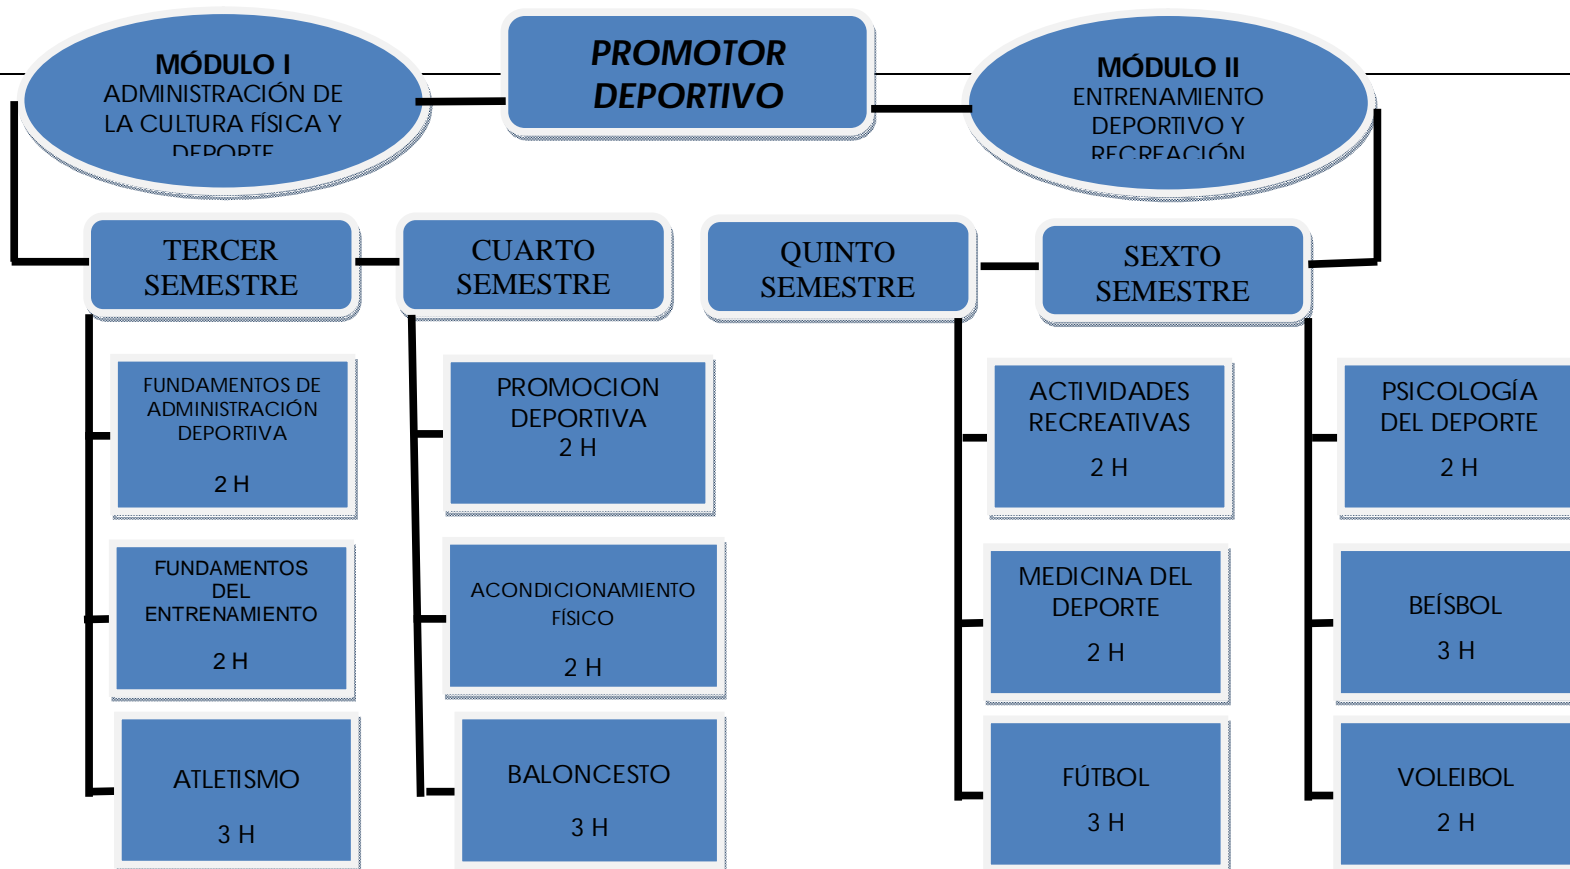 PROMOTOR
DEPORTIVO
MÓDULO I
ADMINISTRACIÓN DE
LA CULTURA FÍSICA Y
DEPORTE
MÓDULO II
ENTRENAMIENTO
DEPORTIVO Y
RECREACIÓN
TERCER
SEMESTRE
CUARTO
SEMESTRE
QUINTO
SEMESTRE
SEXTO
SEMESTRE
FUNDAMENTOS DE
ADMINISTRACIÓN
DEPORTIVA
2 H
PROMOCION
DEPORTIVA
2 H
ACTIVIDADES
RECREATIVAS
2 H
PSICOLOGÍA
DEL DEPORTE
2 H
FUNDAMENTOS
DEL
ENTRENAMIENTO
2 H
ACONDICIONAMIENTO
FÍSICO
2 H
MEDICINA DEL
DEPORTE
2 H
BEÍSBOL
3 H
ATLETISMO
3 H
BALONCESTO
3 H
FÚTBOL
3 H
VOLEIBOL
2 H